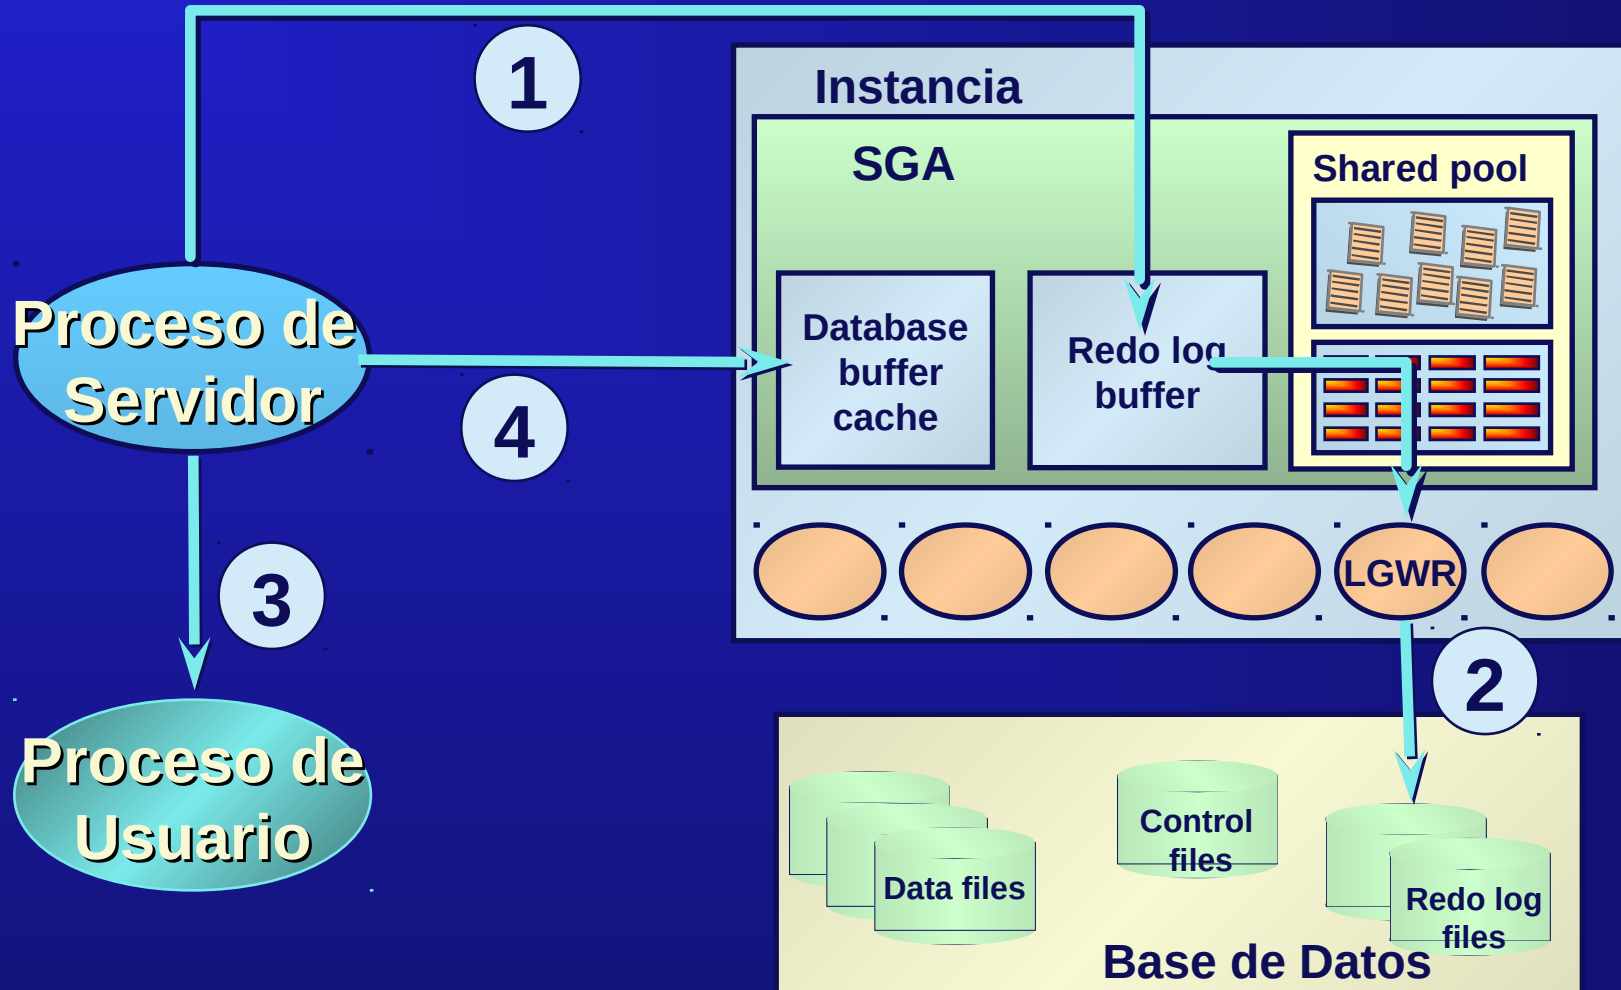 1
Instancia
SGA
Shared pool
Proceso de
Servidor
Database
buffer
cache
Redo log
buffer
4
LGWR
3
2
Proceso de
Usuario
Control
files
Data files
Redo log
files
Base de Datos